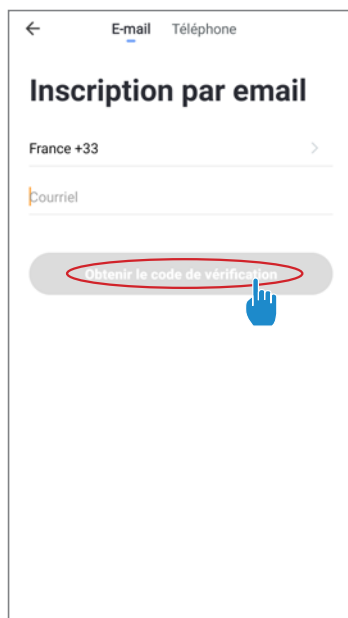 E-mail Téléphone
Inscription par email
France +33
Courriel
Obtenir le code de vérification